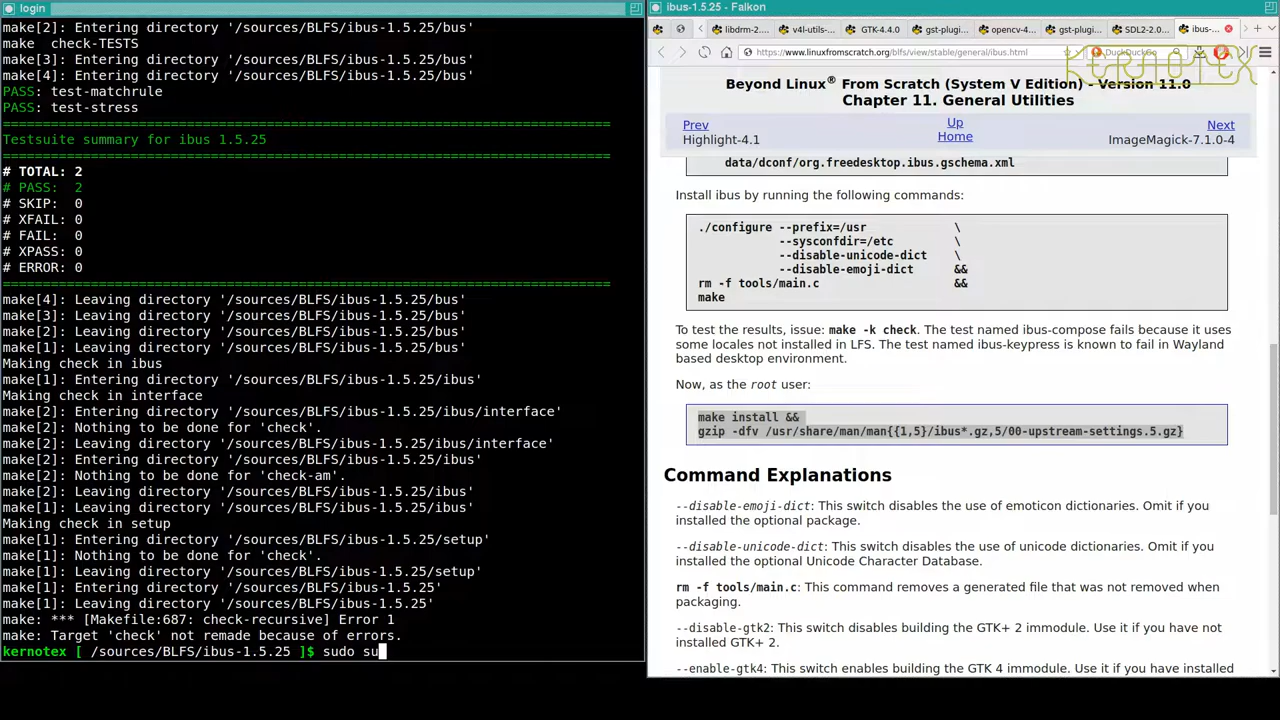 login
make[2]: Entering directory '/sources/BLFS/ibus-1.5.25/bus'
make  check-TESTS
make[3]: Entering directory '/sources/BLFS/ibus-1.5.25/bus'
make[4]: Entering directory '/sources/BLFS/ibus-1.5.25/bus'
PASS: test-matchrule
PASS: test-stress
============================================================================
Testsuite summary for ibus 1.5.25
============================================================================
# TOTAL: 2
# PASS:  2
# SKIP:  0
# XFAIL: 0
# FAIL:  0
# XPASS: 0
# ERROR: 0
============================================================================
make[4]: Leaving directory '/sources/BLFS/ibus-1.5.25/bus'
make[3]: Leaving directory '/sources/BLFS/ibus-1.5.25/bus'
make[2]: Leaving directory '/sources/BLFS/ibus-1.5.25/bus'
make[1]: Leaving directory '/sources/BLFS/ibus-1.5.25/bus'
Making check in ibus
make[1]: Entering directory '/sources/BLFS/ibus-1.5.25/ibus'
Making check in interface
make[2]: Entering directory '/sources/BLFS/ibus-1.5.25/ibus/interface'
make[2]: Nothing to be done for 'check'.
make[2]: Leaving directory '/sources/BLFS/ibus-1.5.25/ibus/interface'
make[2]: Entering directory '/sources/BLFS/ibus-1.5.25/ibus'
make[2]: Nothing to be done for 'check-am'.
make[2]: Leaving directory '/sources/BLFS/ibus-1.5.25/ibus'
make[1]: Leaving directory '/sources/BLFS/ibus-1.5.25/ibus'
Making check in setup
make[1]: Entering directory '/sources/BLFS/ibus-1.5.25/setup'
make[1]: Nothing to be done for 'check'.
make[1]: Leaving directory '/sources/BLFS/ibus-1.5.25/setup'
make[1]: Entering directory '/sources/BLFS/ibus-1.5.25'
make[1]: Leaving directory '/sources/BLFS/ibus-1.5.25'
make: *** [Makefile:687: check-recursive] Error 1
make: Target 'check' not remade because of errors.
kernotex [ /sources/BLFS/ibus-1.5.25 ]$ sudo su
ibus-1.5.25 - Falkon
libdrm-2.... v4l-utils-... GTK-4.4.0 gst-plugi... opencv-4... gst-plugi... SDL2-2.0... ibus-...
https://www.linuxfromscratch.org/blfs/view/stable/general/ibus.html DuckDuckGo
KERNOTEX
Beyond Linux® From Scratch (System V Edition) - Version 11.0
Chapter 11. General Utilities
Prev Up Next
Highlight-4.1 Home ImageMagick-7.1.0-4
data/dconf/org.freedesktop.ibus.gschema.xml
Install ibus by running the following commands:
./configure --prefix=/usr             \
            --sysconfdir=/etc         \
            --disable-unicode-dict    \
            --disable-emoji-dict      &&
rm -f tools/main.c                    &&
make
To test the results, issue: make -k check. The test named ibus-compose fails because it uses
some locales not installed in LFS. The test named ibus-keypress is known to fail in Wayland
based desktop environment.
Now, as the root user:
make install &&
gzip -dfv /usr/share/man/man{{1,5}/ibus*.gz,5/00-upstream-settings.5.gz}
Command Explanations
--disable-emoji-dict: This switch disables the use of emoticon dictionaries. Omit if you
installed the optional package.
--disable-unicode-dict: This switch disables the use of unicode dictionaries. Omit if you
installed the optional Unicode Character Database.
rm -f tools/main.c: This command removes a generated file that was not removed when
packaging.
--disable-gtk2: This switch disables building the GTK+ 2 immodule. Use it if you have not
installed GTK+ 2.
--enable-gtk4: This switch enables building the GTK 4 immodule. Use it if you have installed